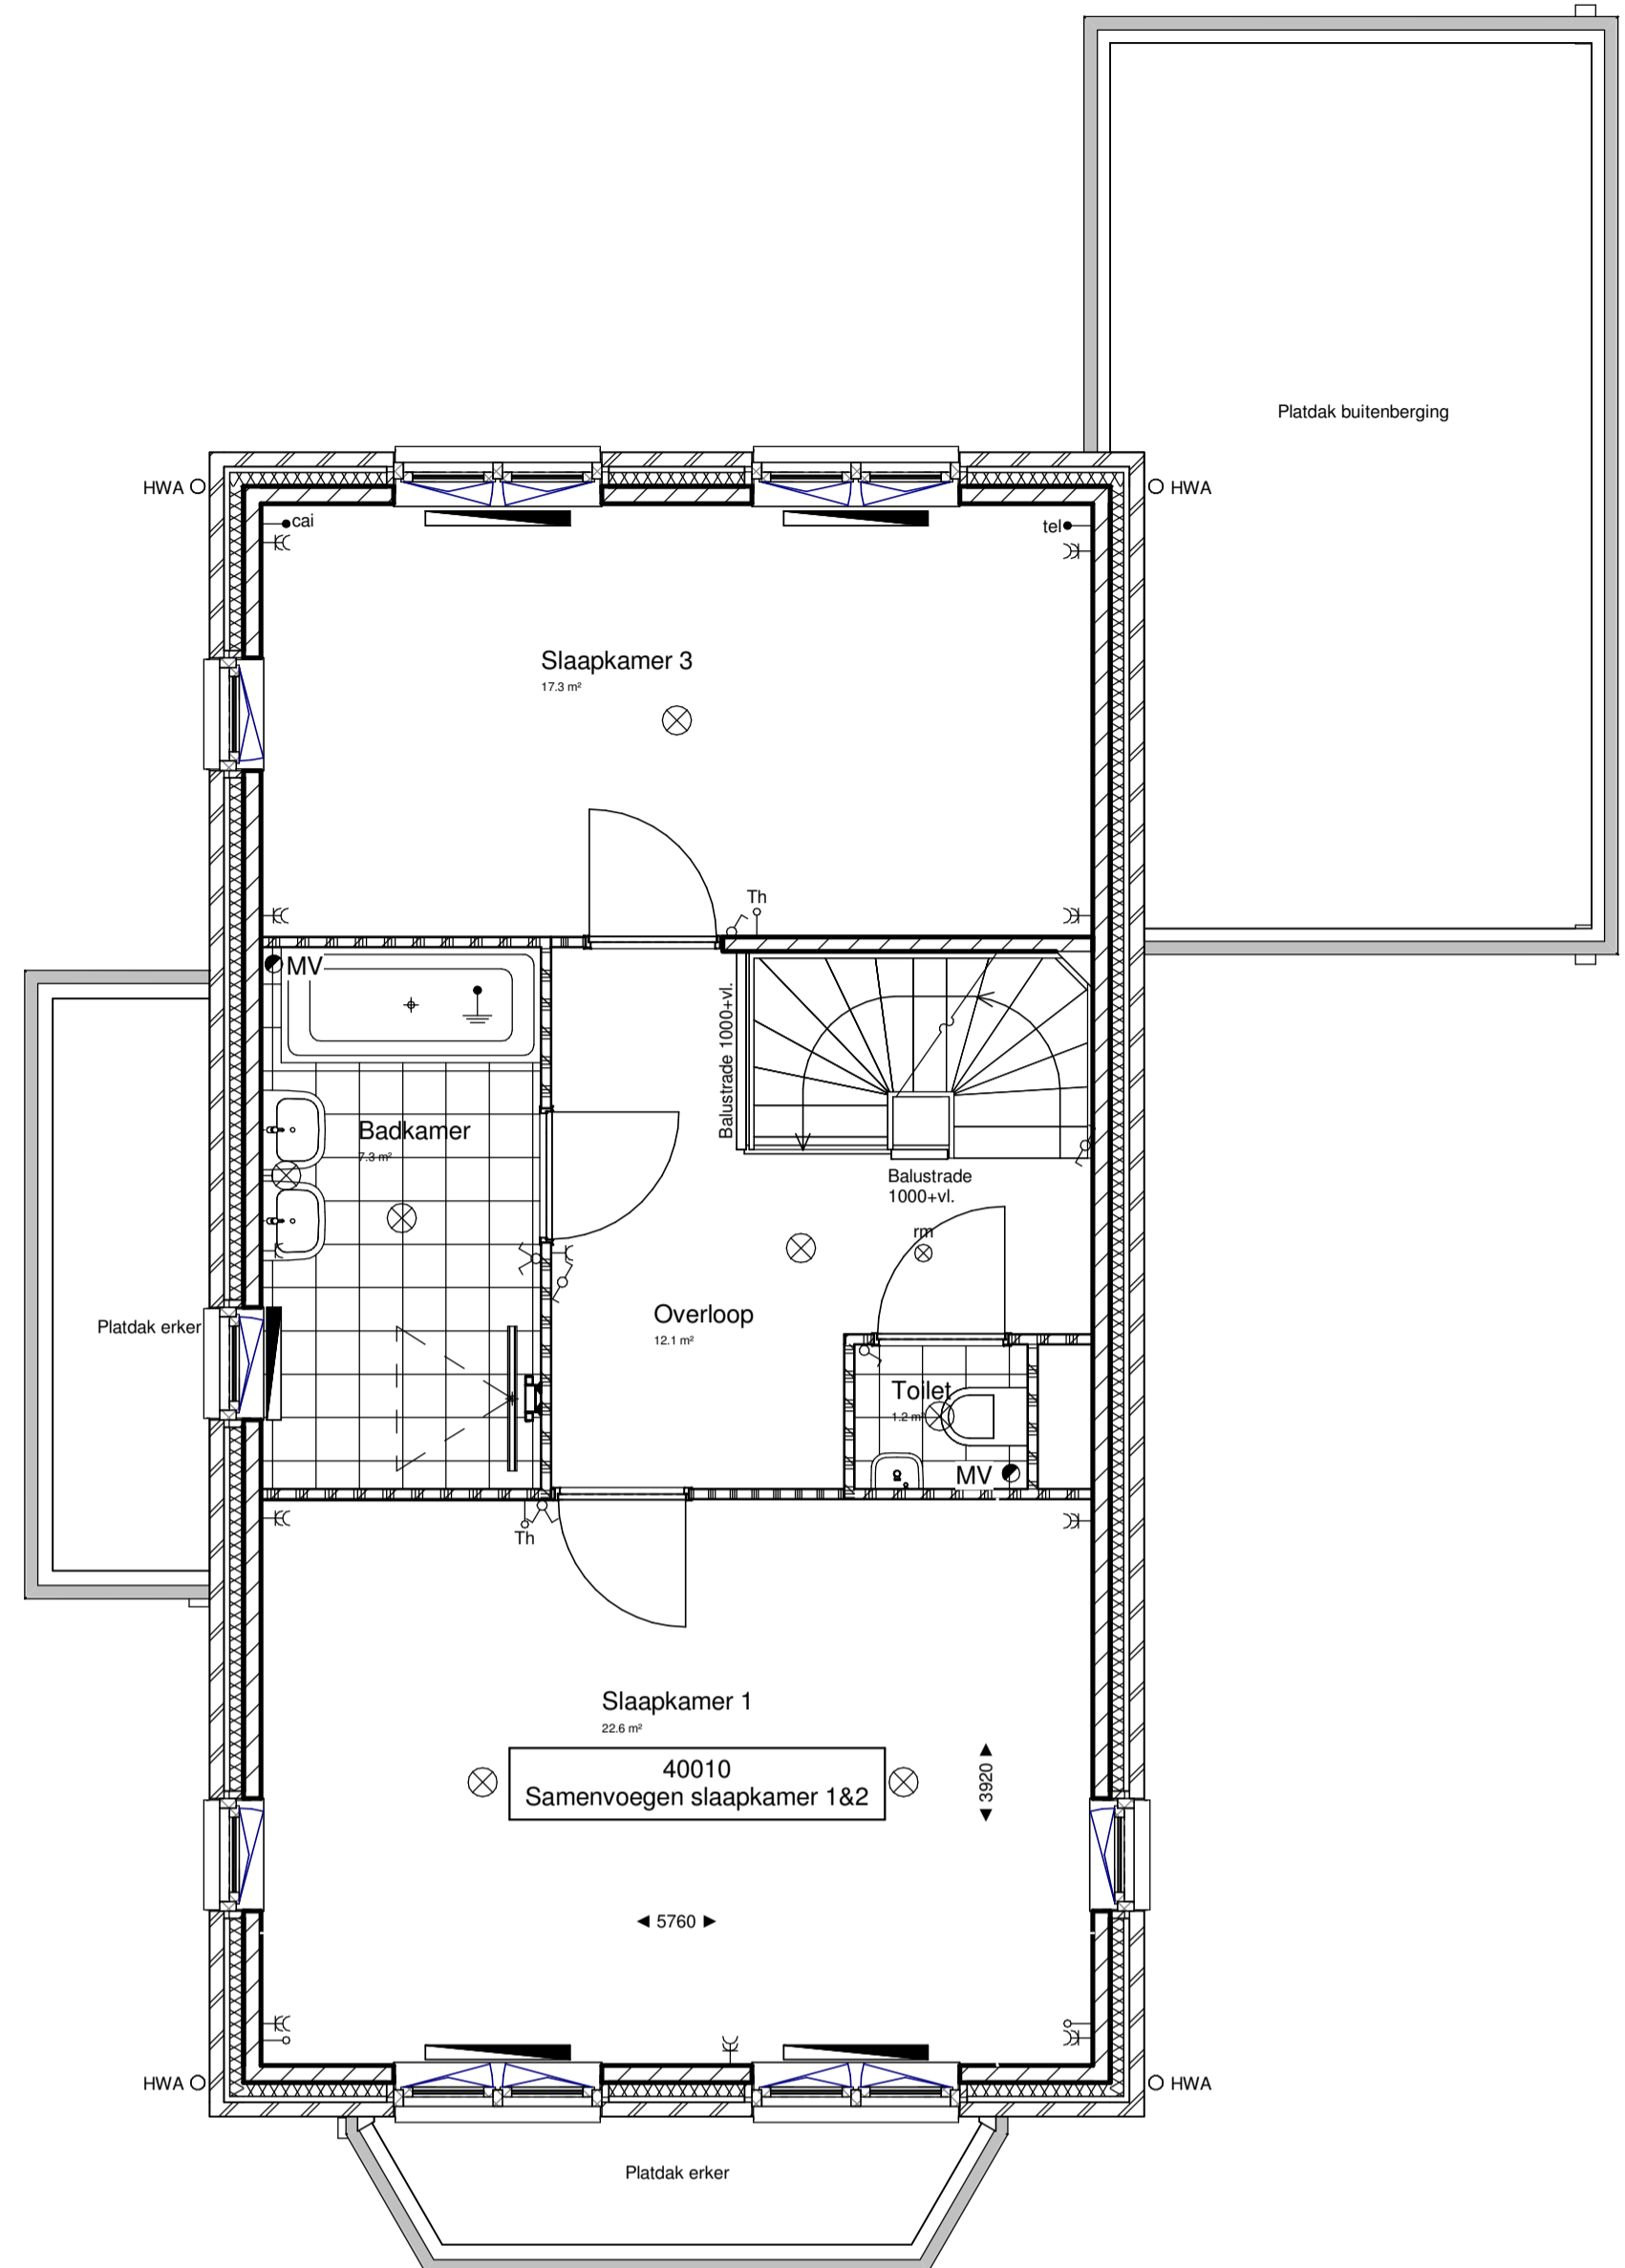 Platdak buitenberging
HWA
HWA
cai
tel
Slaapkamer 3
17.3 m²
Th
MV
Balustrade 1000+vl.
Badkamer
7.3 m²
Balustrade
1000+vl.
rm
Overloop
12.1 m²
Platdak erker
Toilet
1.2 m²
MV
Th
Slaapkamer 1
22.6 m²
40010
Samenvoegen slaapkamer 1&2
◄ 3920 ►
◄ 5760 ►
HWA
HWA
Platdak erker